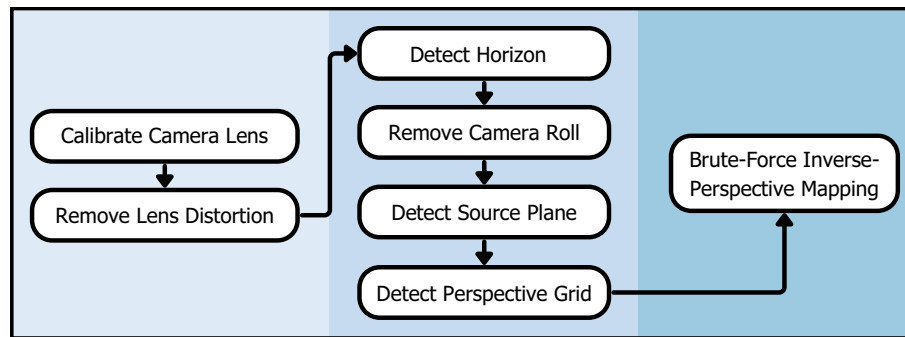 Calibrate Camera Lens
Remove Lens Distortion
Detect Horizon
Remove Camera Roll
Detect Source Plane
Detect Perspective Grid
Brute-Force Inverse-
Perspective Mapping